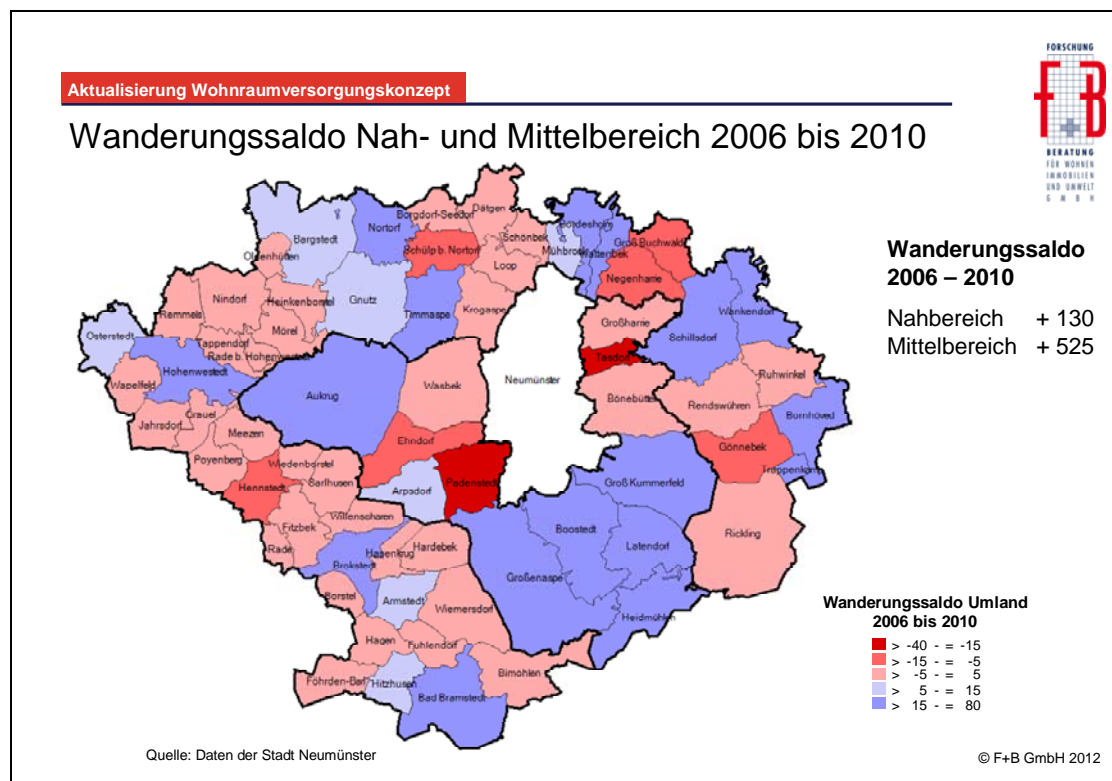 FORSCHUNG
F+B
BERATUNG
FÜR WOHNEN
IMMOBILIEN
UND UMWELT
GMBH
Aktualisierung Wohnraumversorgungskonzept
Wanderungssaldo Nah- und Mittelbereich 2006 bis 2010
Wanderungssaldo
2006 – 2010
Nahbereich + 130
Mittelbereich + 525
Dätgen
Borgdorf-Seedorf
Nortorf
Schönbek
Bordesholm
Bargstedt
Mühbrook
Wattenbek
Groß Buchwald
Schülp b. Nortorf
Oldenhütten
Loop
Negenharrie
Gnutz
Nindorf
Heinkenborstel
Remmels
Krogaspe
Timmaspe
Wankendorf
Großharrie
Schillsdorf
Mörel
Osterstedt
Tappendorf
Rade b. Hohenwestedt
Tasdorf
Hohenwestedt
Ruhwinkel
Neumünster
Wapelfeld
Wasbek
Aukrug
Bönebüttel
Rendswühren
Bornhöved
Grauel
Jahrsdorf
Meezen
Ehndorf
Gönnebek
Poyenberg
Wiedenborstel
Trappenkamp
Padenstedt
Sarlhusen
Arpsdorf
Groß Kummerfeld
Hennstedt
Willenscharen
Fitzbek
Boostedt
Rickling
Hardebek
Latendorf
Rade
Hasenkrug
Brokstedt
Großenaspe
Borstel
Armstedt
Wiemersdorf
Heidmühlen
Hagen
Fuhlendorf
Bimöhlen
Föhrden-Barl
Hitzhusen
Bad Bramstedt
Wanderungssaldo Umland
2006 bis 2010
> -40 - = -15
> -15 - = -5
> -5 - = 5
> 5 - = 15
> 15 - = 80
Quelle: Daten der Stadt Neumünster
© F+B GmbH 2012